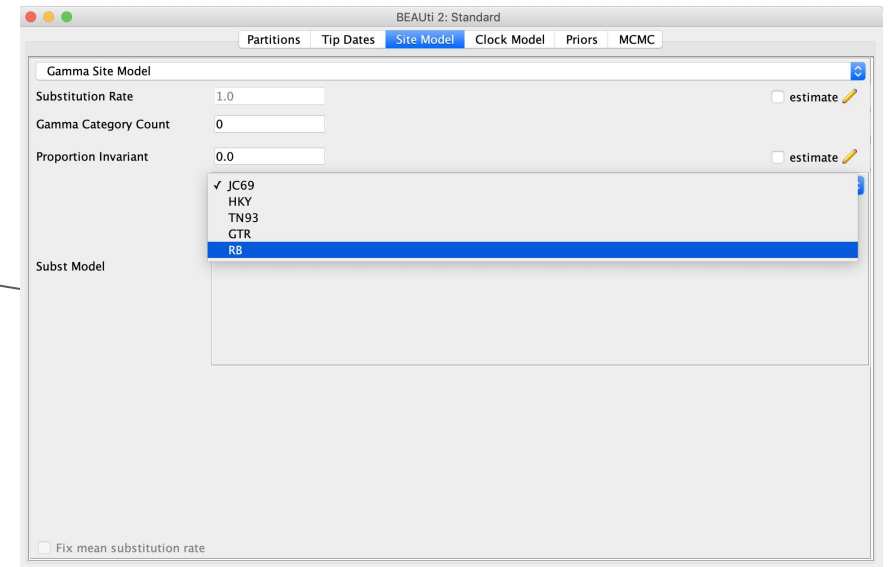 BEAUti 2: Standard
Partitions Tip Dates Site Model Clock Model Priors MCMC
Gamma Site Model
Substitution Rate 1.0 estimate
Gamma Category Count 0
Proportion Invariant 0.0 estimate
✓ JC69
HKY
TN93
GTR
RB
Subst Model
Fix mean substitution rate